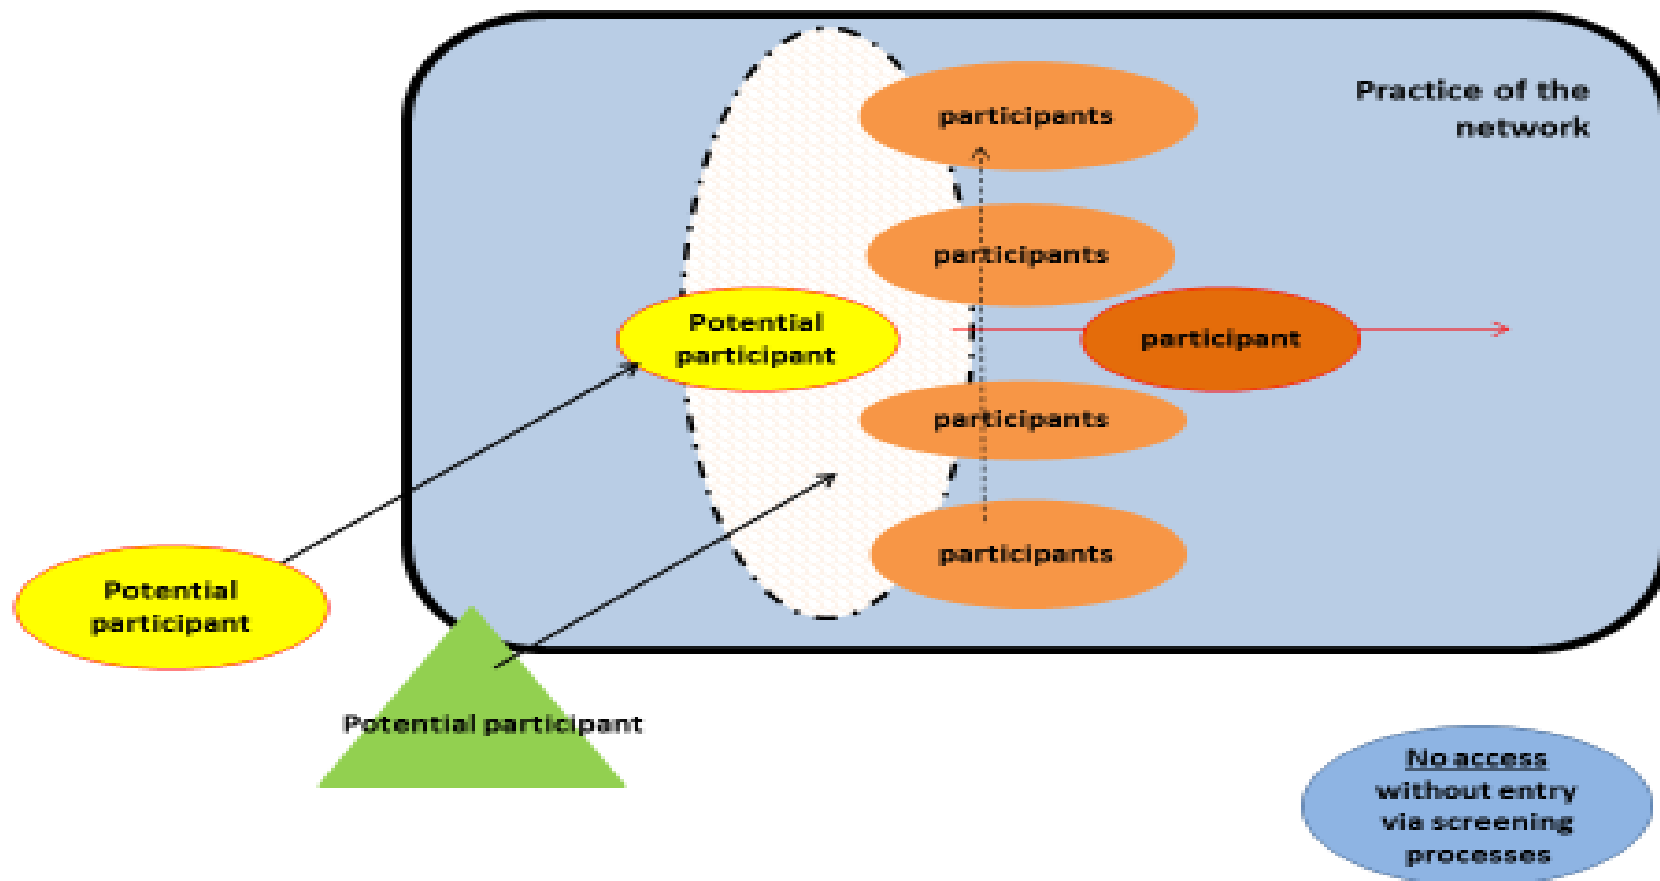 participants
Practice of the
network
participants
Potential
participant
participant
participants
participants
Potential
participant
Potential participant
No access
without entry
via screening
processes